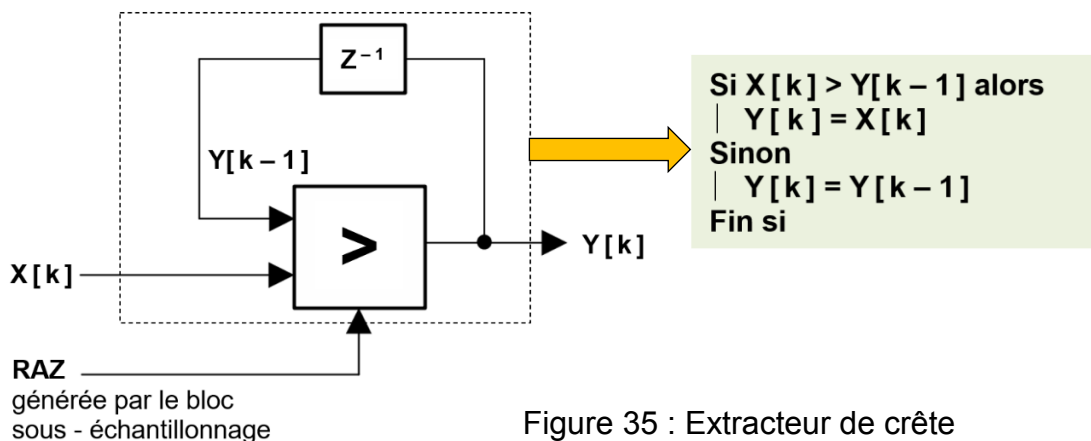 Z – 1
Y[ k – 1 ]
>
X [ k ]
Y [ k ]
RAZ
générée par le bloc
sous - échantillonnage
Si X [ k ] > Y[ k – 1 ] alors
| Y [ k ] = X [ k ]
Sinon
| Y [ k ] = Y [ k – 1 ]
Fin si
Figure 35 : Extracteur de crête